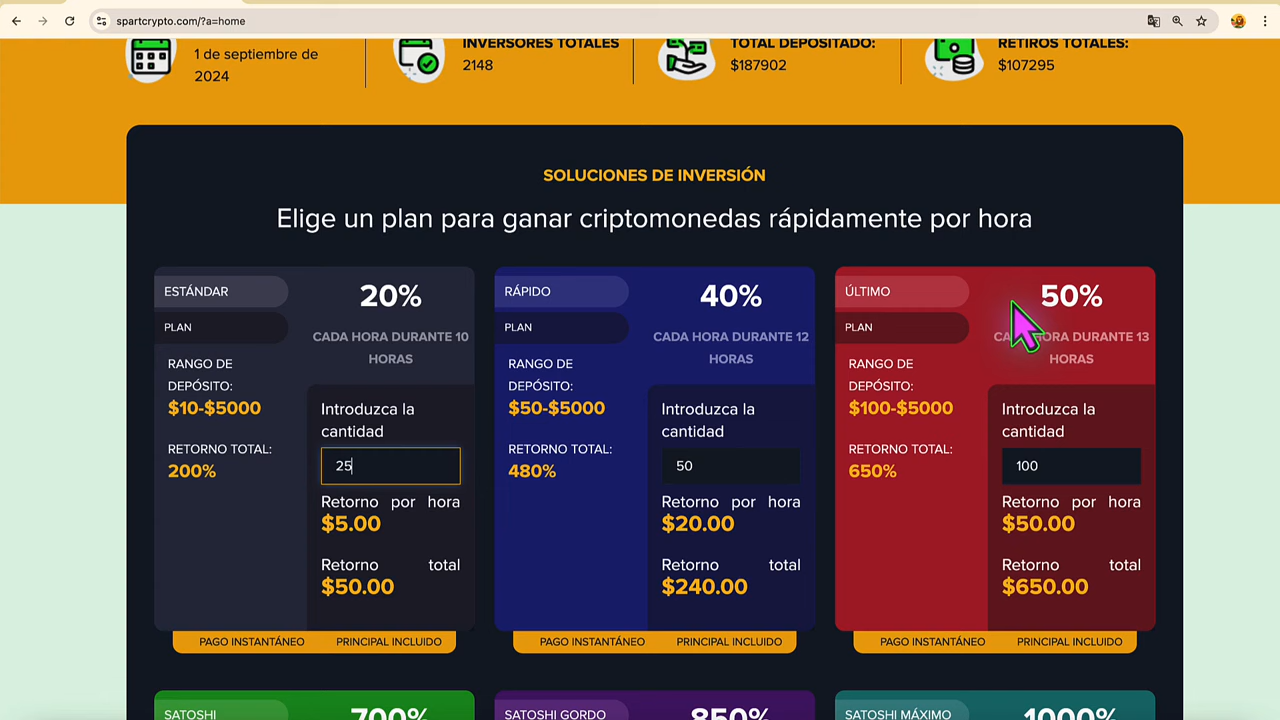 spartcrypto.com/?a=home
1 de septiembre de
2024
INVERSORES TOTALES
2148
TOTAL DEPOSITADO:
$187902
RETIROS TOTALES:
$107295
SOLUCIONES DE INVERSIÓN
Elige un plan para ganar criptomonedas rápidamente por hora
ESTÁNDAR
PLAN
20%
CADA HORA DURANTE 10
HORAS
RANGO DE
DEPÓSITO:
$10-$5000
RETORNO TOTAL:
200%
Introduzca la
cantidad
25
Retorno por hora
$5.00
Retorno total
$50.00
PAGO INSTANTÁNEO PRINCIPAL INCLUIDO
RÁPIDO
PLAN
40%
CADA HORA DURANTE 12
HORAS
RANGO DE
DEPÓSITO:
$50-$5000
RETORNO TOTAL:
480%
Introduzca la
cantidad
50
Retorno por hora
$20.00
Retorno total
$240.00
PAGO INSTANTÁNEO PRINCIPAL INCLUIDO
ÚLTIMO
PLAN
50%
CADA HORA DURANTE 13
HORAS
RANGO DE
DEPÓSITO:
$100-$5000
RETORNO TOTAL:
650%
Introduzca la
cantidad
100
Retorno por hora
$50.00
Retorno total
$650.00
PAGO INSTANTÁNEO PRINCIPAL INCLUIDO
SATOSHI
700%
SATOSHI GORDO
850%
SATOSHI MÁXIMO
1000%